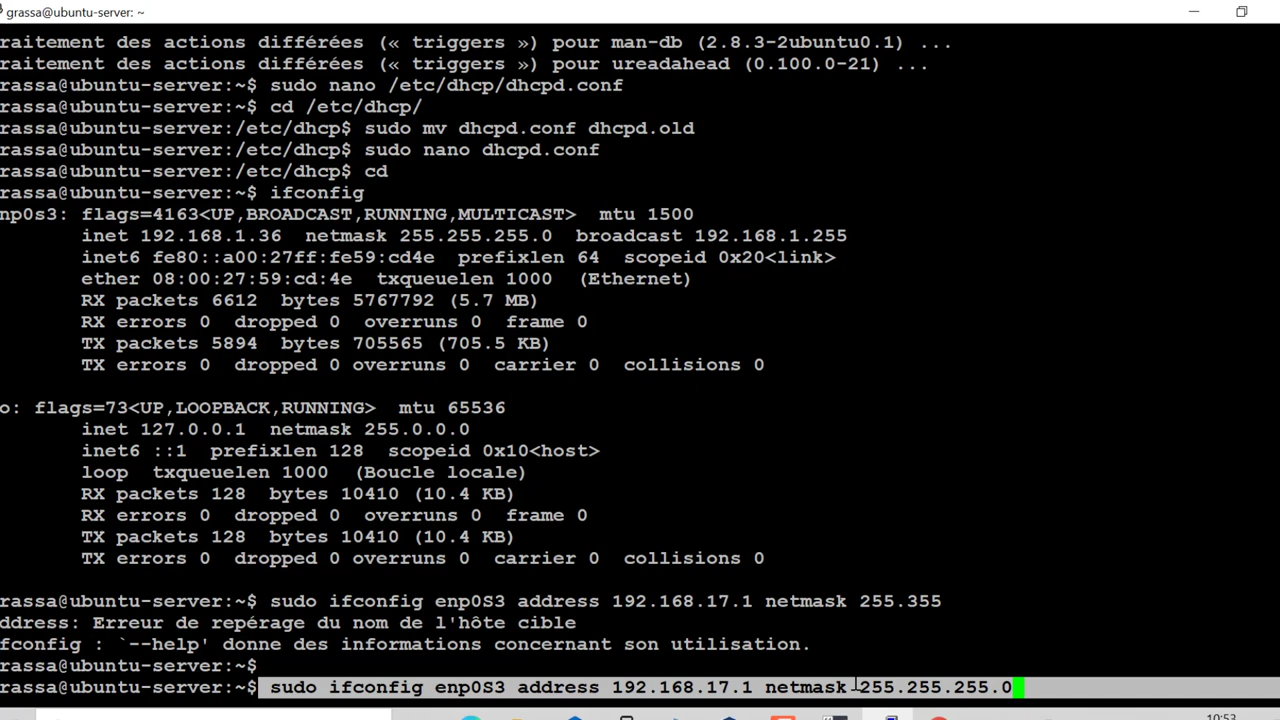 grassa@ubuntu-server: ~
raitement des actions différées (« triggers ») pour man-db (2.8.3-2ubuntu0.1) ...
raitement des actions différées (« triggers ») pour ureadahead (0.100.0-21) ...
rassa@ubuntu-server:~$ sudo nano /etc/dhcp/dhcpd.conf
rassa@ubuntu-server:~$ cd /etc/dhcp/
rassa@ubuntu-server:/etc/dhcp$ sudo mv dhcpd.conf dhcpd.old
rassa@ubuntu-server:/etc/dhcp$ sudo nano dhcpd.conf
rassa@ubuntu-server:/etc/dhcp$ cd
rassa@ubuntu-server:~$ ifconfig
np0s3: flags=4163<UP,BROADCAST,RUNNING,MULTICAST>  mtu 1500
inet 192.168.1.36  netmask 255.255.255.0  broadcast 192.168.1.255
inet6 fe80::a00:27ff:fe59:cd4e  prefixlen 64  scopeid 0x20<link>
ether 08:00:27:59:cd:4e  txqueuelen 1000  (Ethernet)
RX packets 6612  bytes 5767792 (5.7 MB)
RX errors 0  dropped 0  overruns 0  frame 0
TX packets 5894  bytes 705565 (705.5 KB)
TX errors 0  dropped 0 overruns 0  carrier 0  collisions 0
o: flags=73<UP,LOOPBACK,RUNNING>  mtu 65536
inet 127.0.0.1  netmask 255.0.0.0
inet6 ::1  prefixlen 128  scopeid 0x10<host>
loop  txqueuelen 1000  (Boucle locale)
RX packets 128  bytes 10410 (10.4 KB)
RX errors 0  dropped 0  overruns 0  frame 0
TX packets 128  bytes 10410 (10.4 KB)
TX errors 0  dropped 0 overruns 0  carrier 0  collisions 0
rassa@ubuntu-server:~$ sudo ifconfig enp0S3 address 192.168.17.1 netmask 255.355
ddress: Erreur de repérage du nom de l'hôte cible
fconfig : `--help' donne des informations concernant son utilisation.
rassa@ubuntu-server:~$
rassa@ubuntu-server:~$ sudo ifconfig enp0S3 address 192.168.17.1 netmask 255.255.255.0
10:53